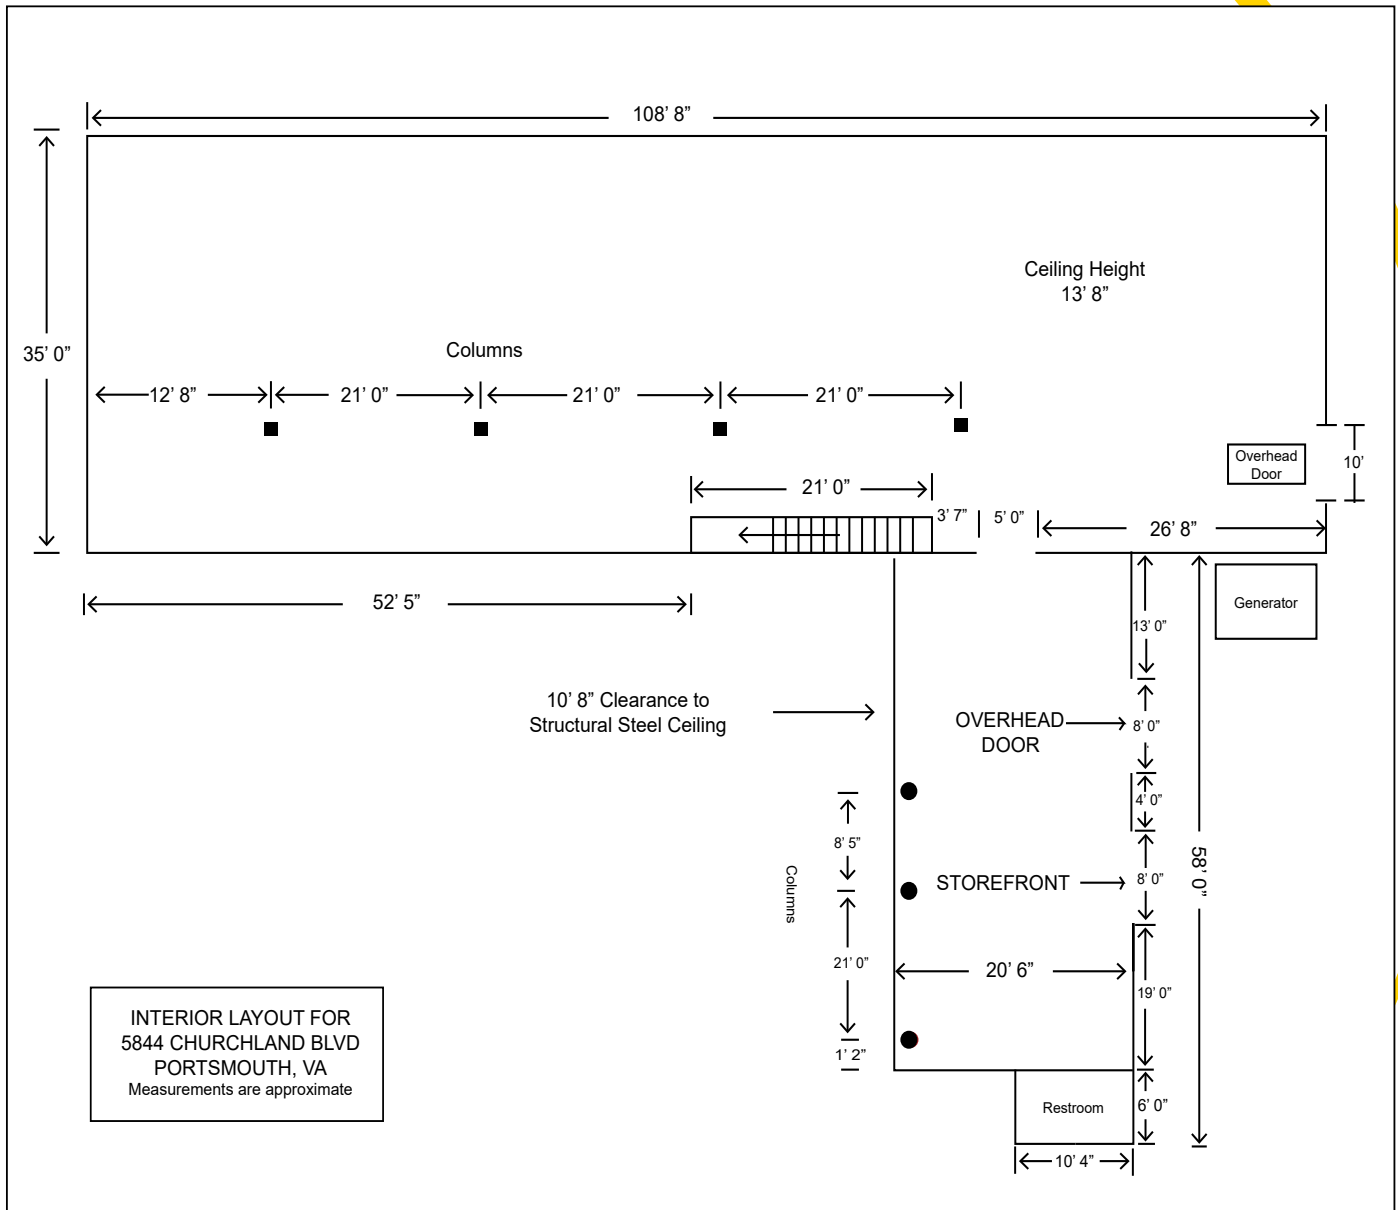 108’ 8”
Ceiling Height
13’ 8”
35’ 0”
Columns
12’ 8”
21’ 0”
21’ 0”
21’ 0”
Overhead
Door
10’
21’ 0”
3’ 7”
5’ 0”
26’ 8”
52’ 5”
Generator
13’ 0”
10’ 8” Clearance to
Structural Steel Ceiling
OVERHEAD
DOOR
8’ 0”
4’ 0”
8’ 5”
Columns
STOREFRONT
8’ 0”
58’ 0”
21’ 0”
20’ 6”
19’ 0”
1’ 2”
INTERIOR LAYOUT FOR
5844 CHURCHLAND BLVD
PORTSMOUTH, VA
Measurements are approximate
Restroom
6’ 0”
10’ 4”